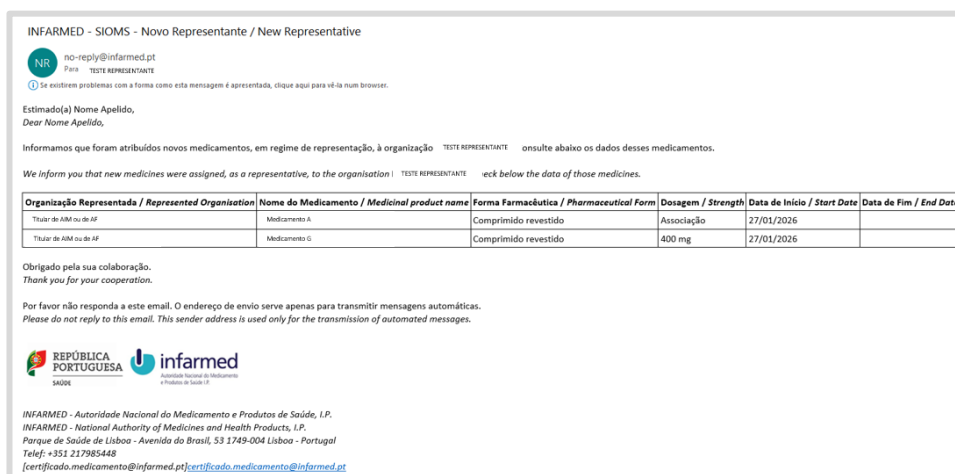 INFARMED - SIOMS - Novo Representante / New Representative
NR
no-reply@infarmed.pt
Para TESTE REPRESENTANTE
Se existirem problemas com a forma como esta mensagem é apresentada, clique aqui para vê-la num browser.
Estimado(a) Nome Apelido,
Dear Nome Apelido,
Informamos que foram atribuídos novos medicamentos, em regime de representação, à organização TESTE REPRESENTANTE onsulte abaixo os dados desses medicamentos.
We inform you that new medicines were assigned, as a representative, to the organisation TESTE REPRESENTANTE eck below the data of those medicines.
Organização Representada / Represented Organisation Nome do Medicamento / Medicinal product name Forma Farmacêutica / Pharmaceutical Form Dosagem / Strength Data de Início / Start Date Data de Fim / End Date
Titular de AIM ou de AF Medicamento A Comprimido revestido Associação 27/01/2026
Titular de AIM ou de AF Medicamento G Comprimido revestido 400 mg 27/01/2026
Obrigado pela sua colaboração.
Thank you for your cooperation.
Por favor não responda a este email. O endereço de envio serve apenas para transmitir mensagens automáticas.
Please do not reply to this email. This sender address is used only for the transmission of automated messages.
REPÚBLICA
PORTUGUESA
SAÚDE
infarmed
Autoridade Nacional do Medicamento
e Produtos de Saúde I.P.
INFARMED - Autoridade Nacional do Medicamento e Produtos de Saúde, I.P.
INFARMED - National Authority of Medicines and Health Products, I.P.
Parque de Saúde de Lisboa - Avenida do Brasil, 53 1749-004 Lisboa - Portugal
Telef: +351 217985448
[certificado.medicamento@infarmed.pt]certificado.medicamento@infarmed.pt